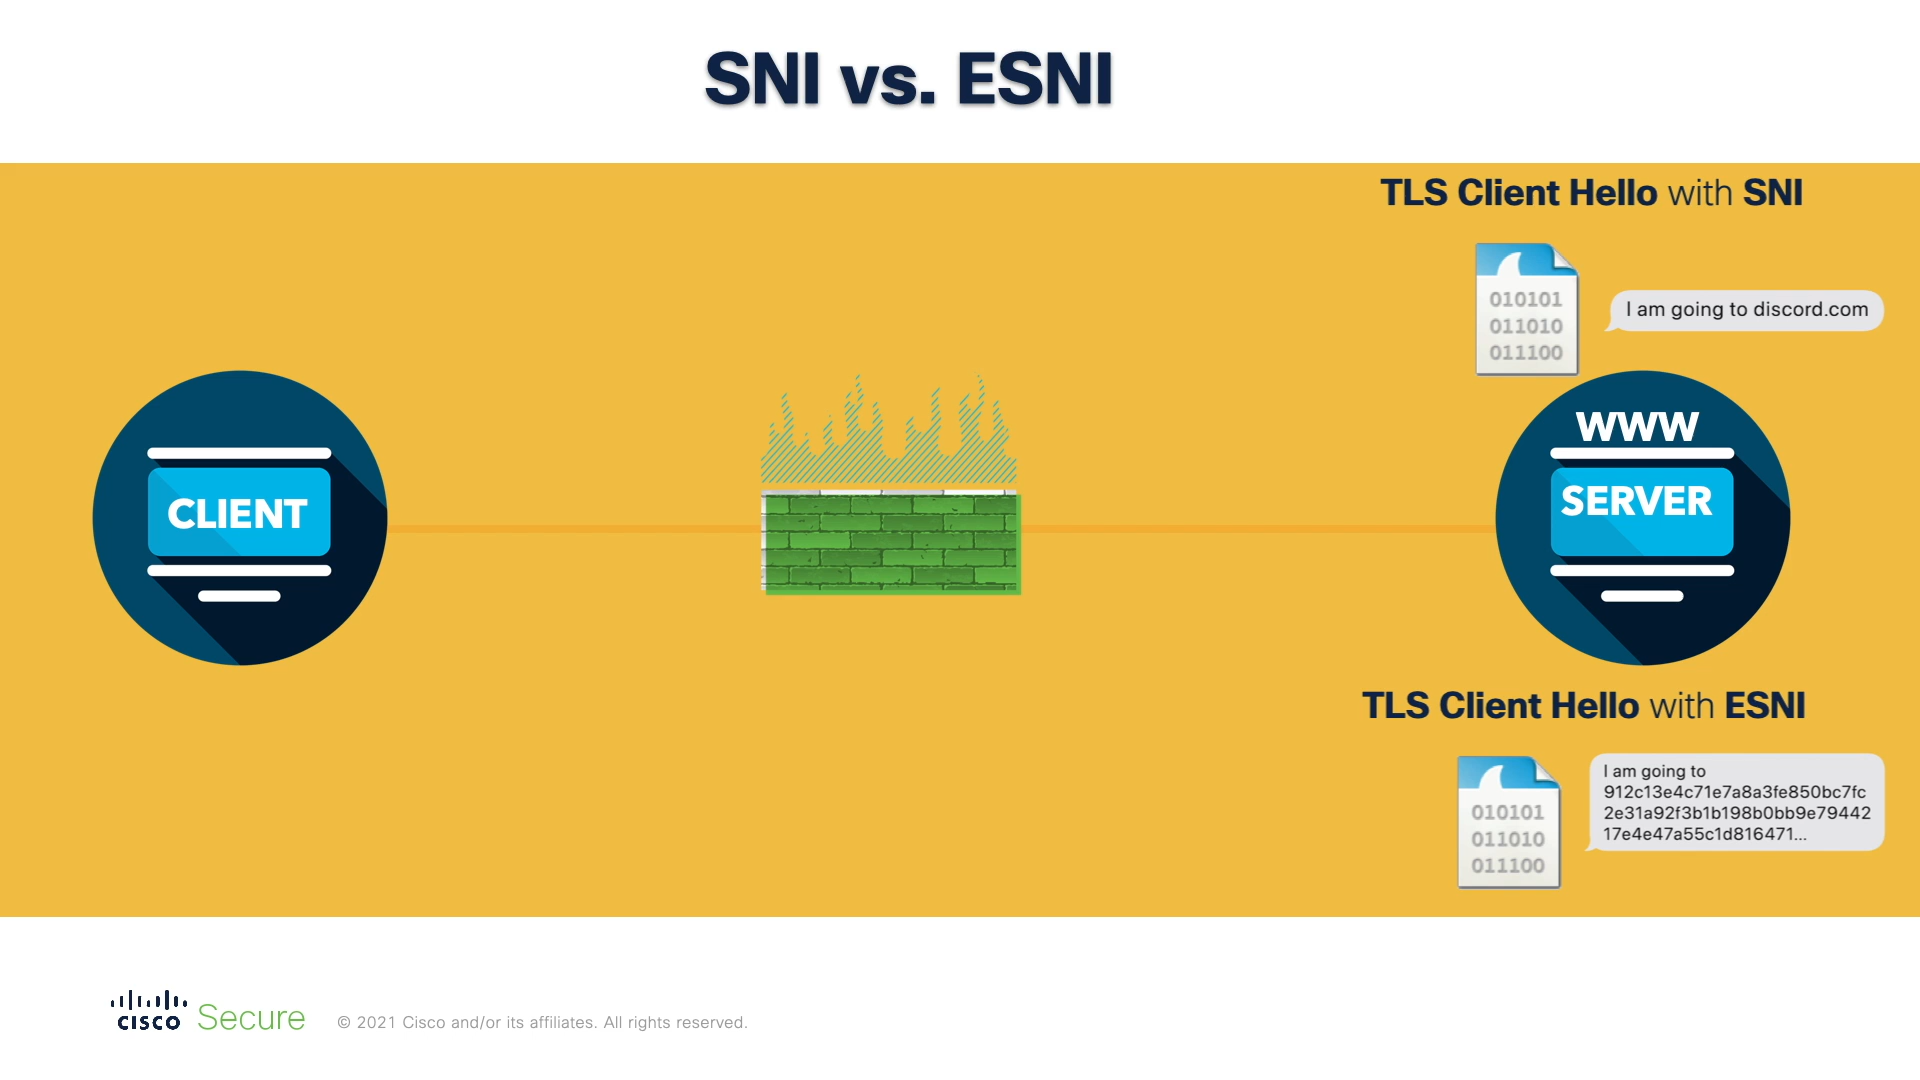 SNI vs. ESNI
TLS Client Hello with SNI
010101
011010
011100
I am going to discord.com
CLIENT
WWW
SERVER
TLS Client Hello with ESNI
010101
011010
011100
I am going to
912c13e4c71e7a8a3fe850bc7fc
2e31a92f3b1b198b0bb9e79442
17e4e47a55c1d816471...
cisco Secure
© 2021 Cisco and/or its affiliates. All rights reserved.